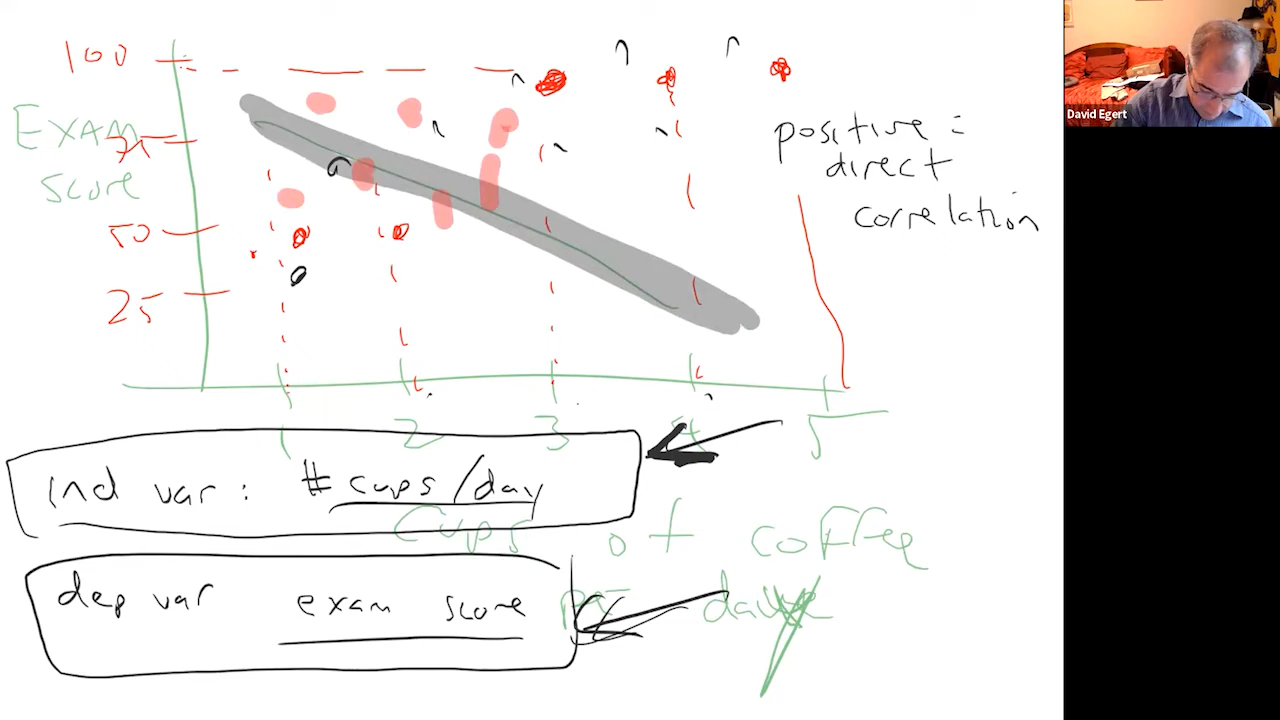 100
Exam
score
75
50
25
positive =
direct
correlation
1 2 3 4 5
ind var: # cups/day
cups of coffee
per day
dep var exam score
David Egert